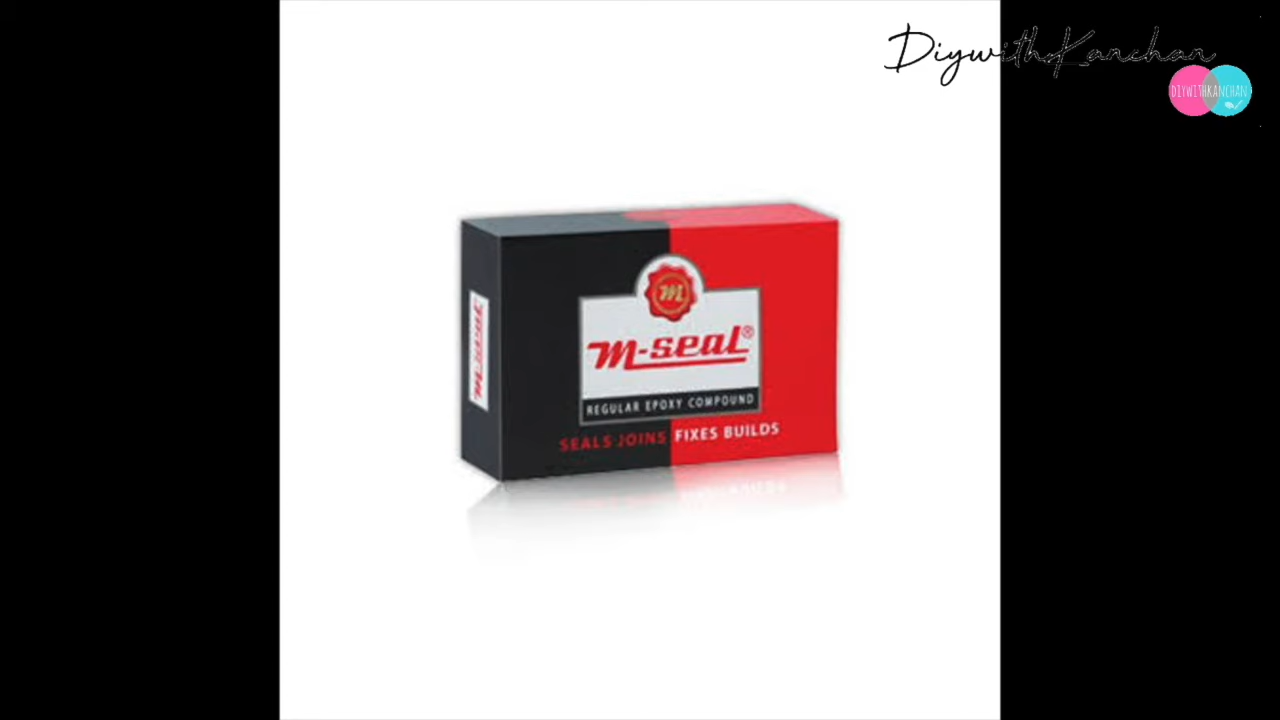 DiywithKanchan
DIYWITHKANCHAN
m
m-seal®
REGULAR EPOXY COMPOUND
SEALS JOINS FIXES BUILDS
m-seal